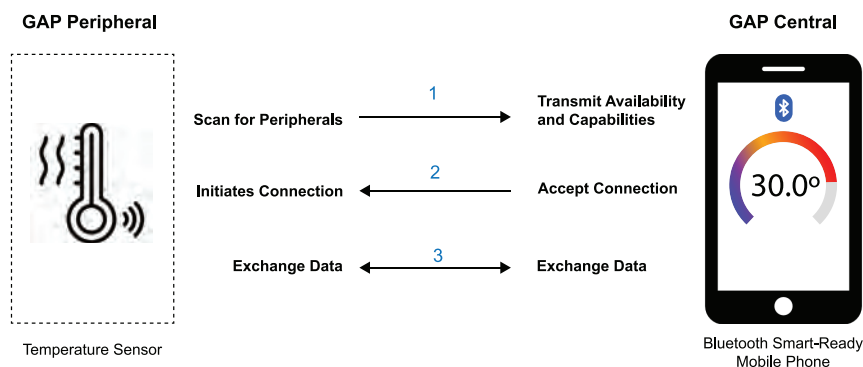 GAP Peripheral
GAP Central
1
Scan for Peripherals
Transmit Availability
and Capabilities
2
Initiates Connection
Accept Connection
30.0º
3
Exchange Data
Exchange Data
Temperature Sensor
Bluetooth Smart-Ready
Mobile Phone